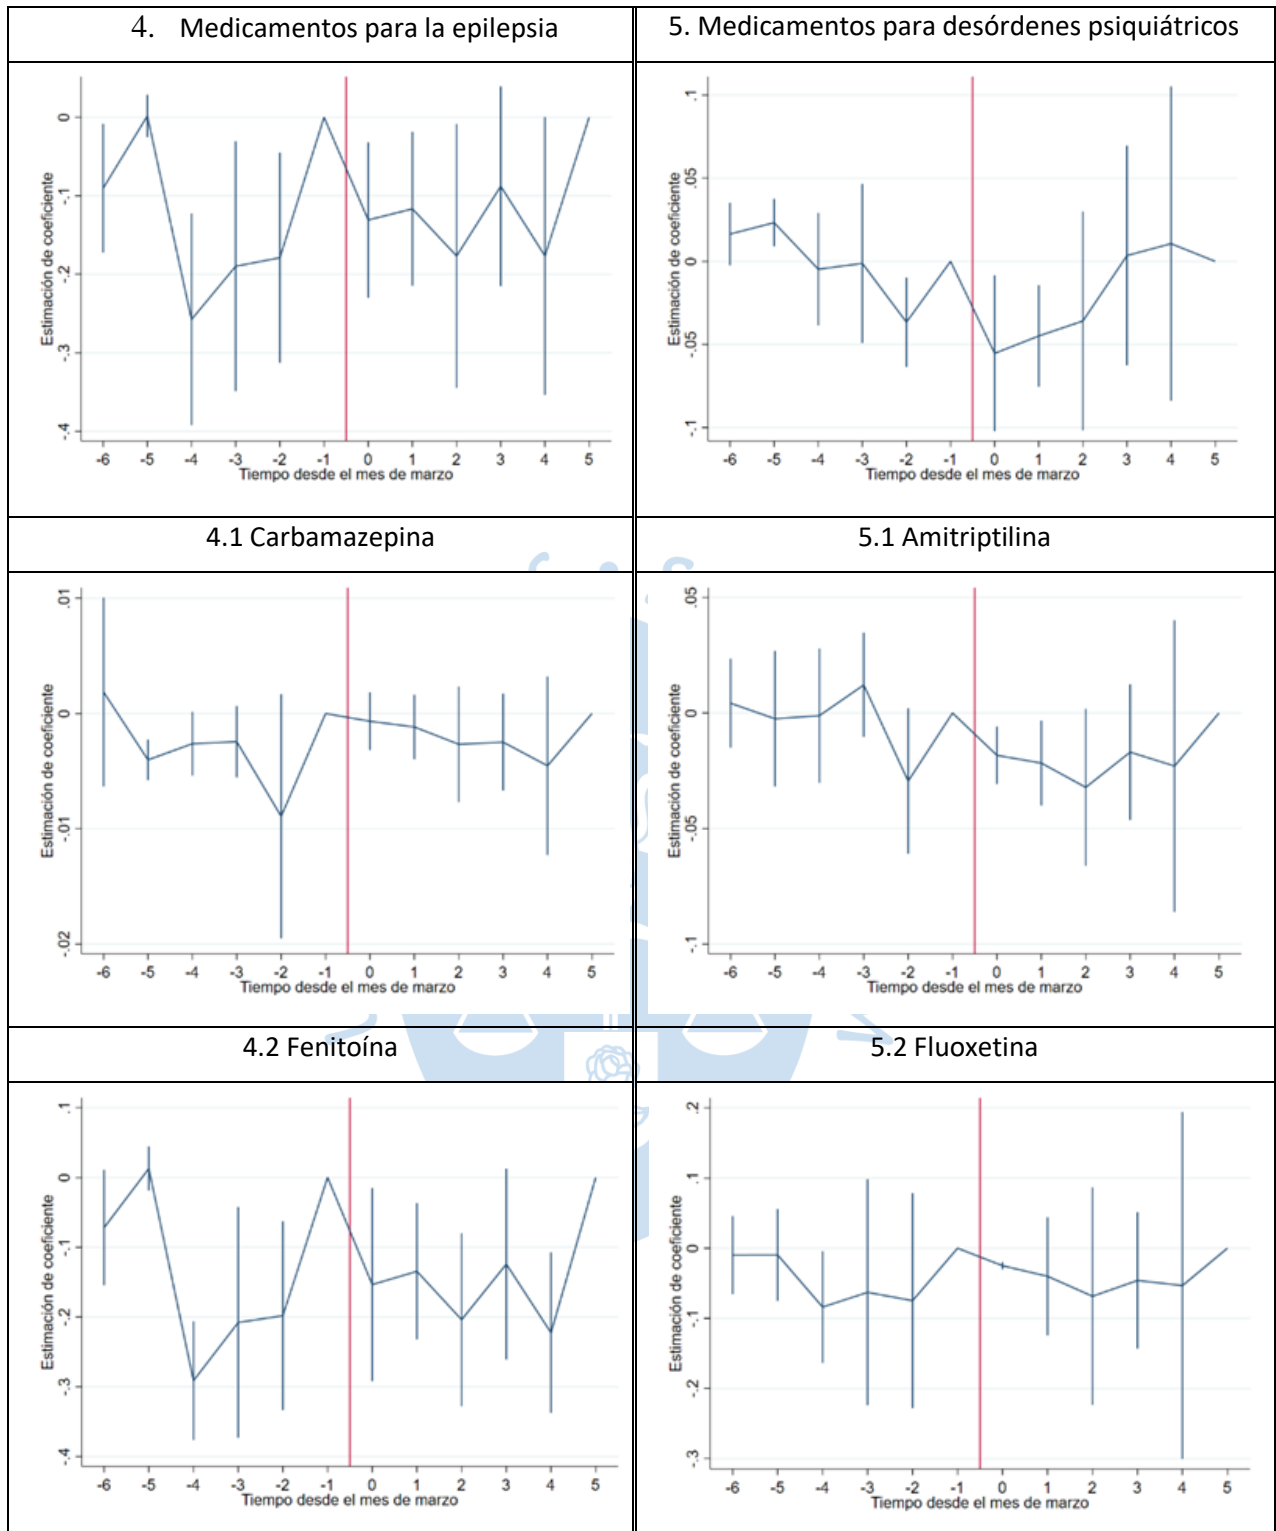 4. Medicamentos para la epilepsia
5. Medicamentos para desórdenes psiquiátricos
Estimación de coeficiente
0
-.1
-.2
-.3
-.4
-6 -5 -4 -3 -2 -1 0 1 2 3 4 5
Tiempo desde el mes de marzo
Estimación de coeficiente
.1
.05
0
-.05
-.1
-6 -5 -4 -3 -2 -1 0 1 2 3 4 5
Tiempo desde el mes de marzo
4.1 Carbamazepina
5.1 Amitriptilina
Estimación de coeficiente
.01
0
-.01
-.02
-6 -5 -4 -3 -2 -1 0 1 2 3 4 5
Tiempo desde el mes de marzo
Estimación de coeficiente
.05
0
-.05
-.1
-6 -5 -4 -3 -2 -1 0 1 2 3 4 5
Tiempo desde el mes de marzo
4.2 Fenitoína
5.2 Fluoxetina
Estimación de coeficiente
.1
0
-.1
-.2
-.3
-.4
-6 -5 -4 -3 -2 -1 0 1 2 3 4 5
Tiempo desde el mes de marzo
Estimación de coeficiente
.2
.1
0
-.1
-.2
-.3
-6 -5 -4 -3 -2 -1 0 1 2 3 4 5
Tiempo desde el mes de marzo